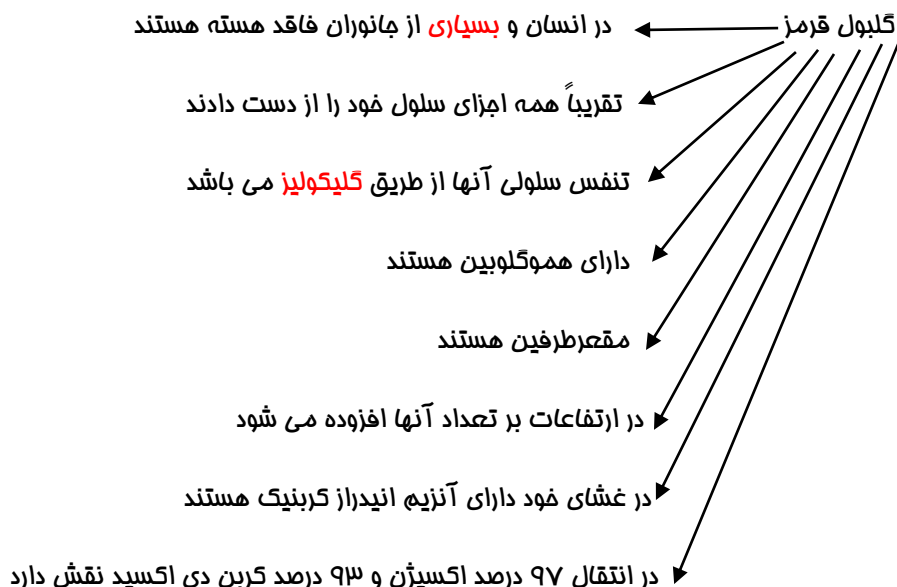 گلبول قرمز
در انسان و بسیاری از جانوران فاقد هسته هستند
تقریباً همه اجزای سلول خود را از دست دادند
تنفس سلولی آنها از طریق گلیکولیز می باشد
دارای هموگلوبین هستند
مقعرطرفین هستند
در ارتفاعات بر تعداد آنها افزوده می شود
در غشای خود دارای آنزیم انیدراز کربنیک هستند
در انتقال ۹۷ درصد اکسیژن و ۹۳ درصد کربن دی اکسید نقش دارد